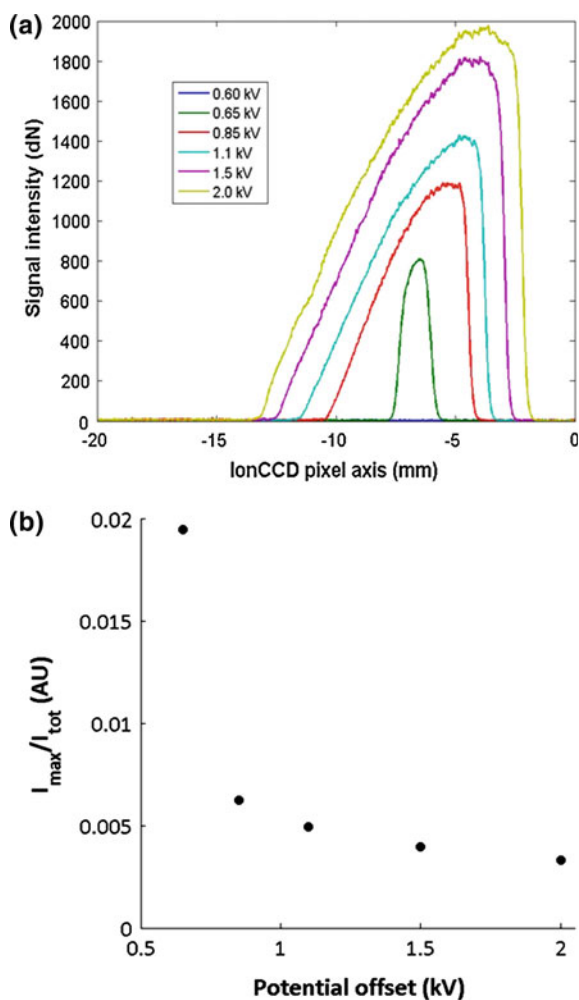 (a)
2000
1800
1600
1400
1200
1000
800
600
400
200
0
Signal intensity (dN)
0.60 kV
0.65 kV
0.85 kV
1.1 kV
1.5 kV
2.0 kV
-20
-15
-10
-5
0
IonCCD pixel axis (mm)
(b)
0.02
0.015
0.01
0.005
0
I_max/I_tot (AU)
0.5
1
1.5
2
Potential offset (kV)